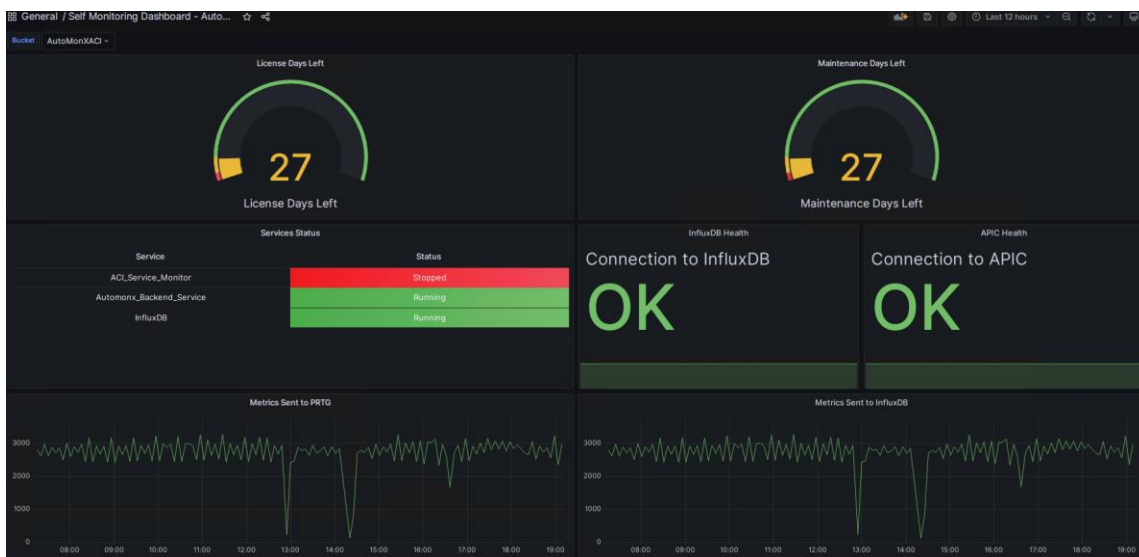 General / Self Monitoring Dashboard - Auto...
Last 12 hours
Bucket AutoMonXACI
License Days Left
27
License Days Left
Maintenance Days Left
27
Maintenance Days Left
Services Status
Service Status
ACI_Service_Monitor Stopped
Automonx_Backend_Service Running
InfluxDB Running
InfluxDB Health
Connection to InfluxDB
OK
APIC Health
Connection to APIC
OK
Metrics Sent to PRTG
3000
2000
1000
0
08:00 09:00 10:00 11:00 12:00 13:00 14:00 15:00 16:00 17:00 18:00 19:00
Metrics Sent to InfluxDB
3000
2000
1000
0
08:00 09:00 10:00 11:00 12:00 13:00 14:00 15:00 16:00 17:00 18:00 19:00